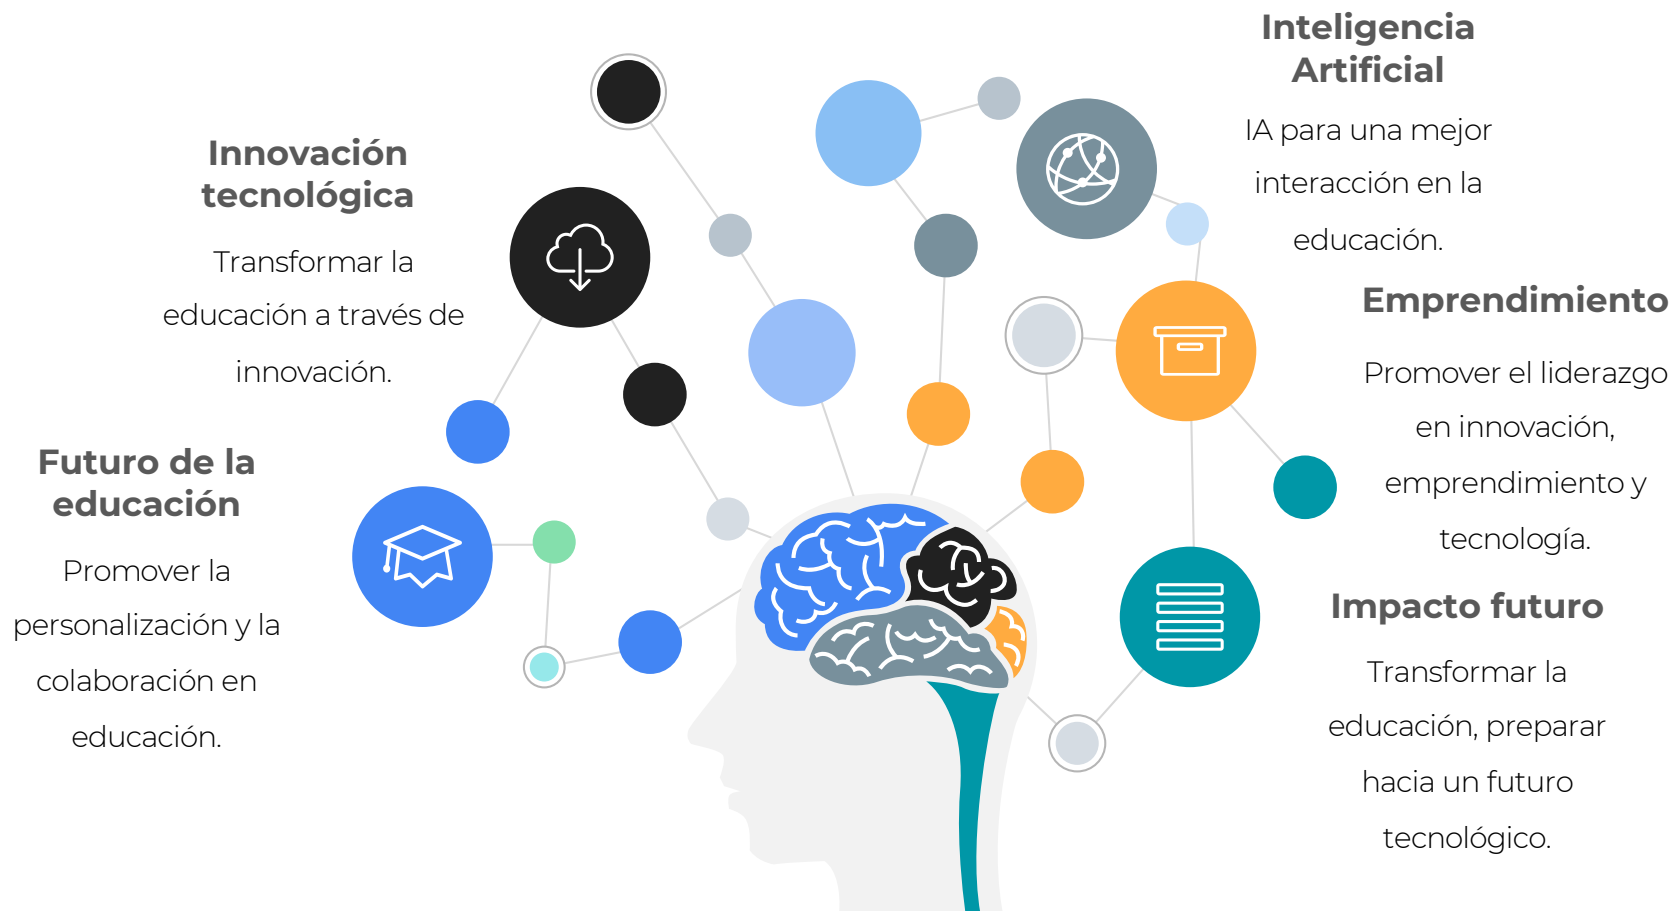 Innovación
tecnológica
Transformar la
educación a través de
innovación.
Futuro de la
educación
Promover la
personalización y la
colaboración en
educación.
Inteligencia
Artificial
IA para una mejor
interacción en la
educación.
Emprendimiento
Promover el liderazgo
en innovación,
emprendimiento y
tecnología.
Impacto futuro
Transformar la
educación, preparar
hacia un futuro
tecnológico.